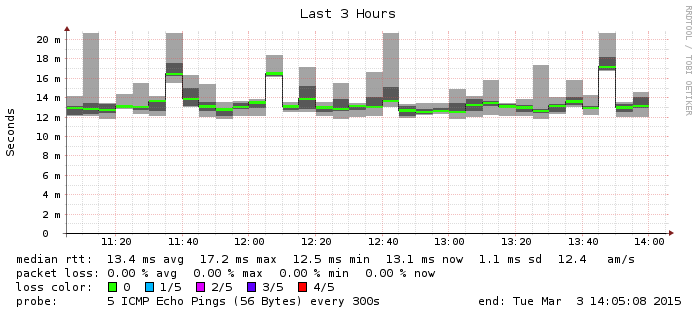 Last 3 Hours
RRDTOOL / TOBI OETIKER
Seconds
20 m
18 m
16 m
14 m
12 m
10 m
8 m
6 m
4 m
2 m
0
11:20 11:40 12:00 12:20 12:40 13:00 13:20 13:40 14:00
median rtt: 13.4 ms avg 17.2 ms max 12.5 ms min 13.1 ms now 1.1 ms sd 12.4 am/s
packet loss: 0.00 % avg 0.00 % max 0.00 % min 0.00 % now
loss color: 0 1/5 2/5 3/5 4/5
probe: 5 ICMP Echo Pings (56 Bytes) every 300s end: Tue Mar 3 14:05:08 2015